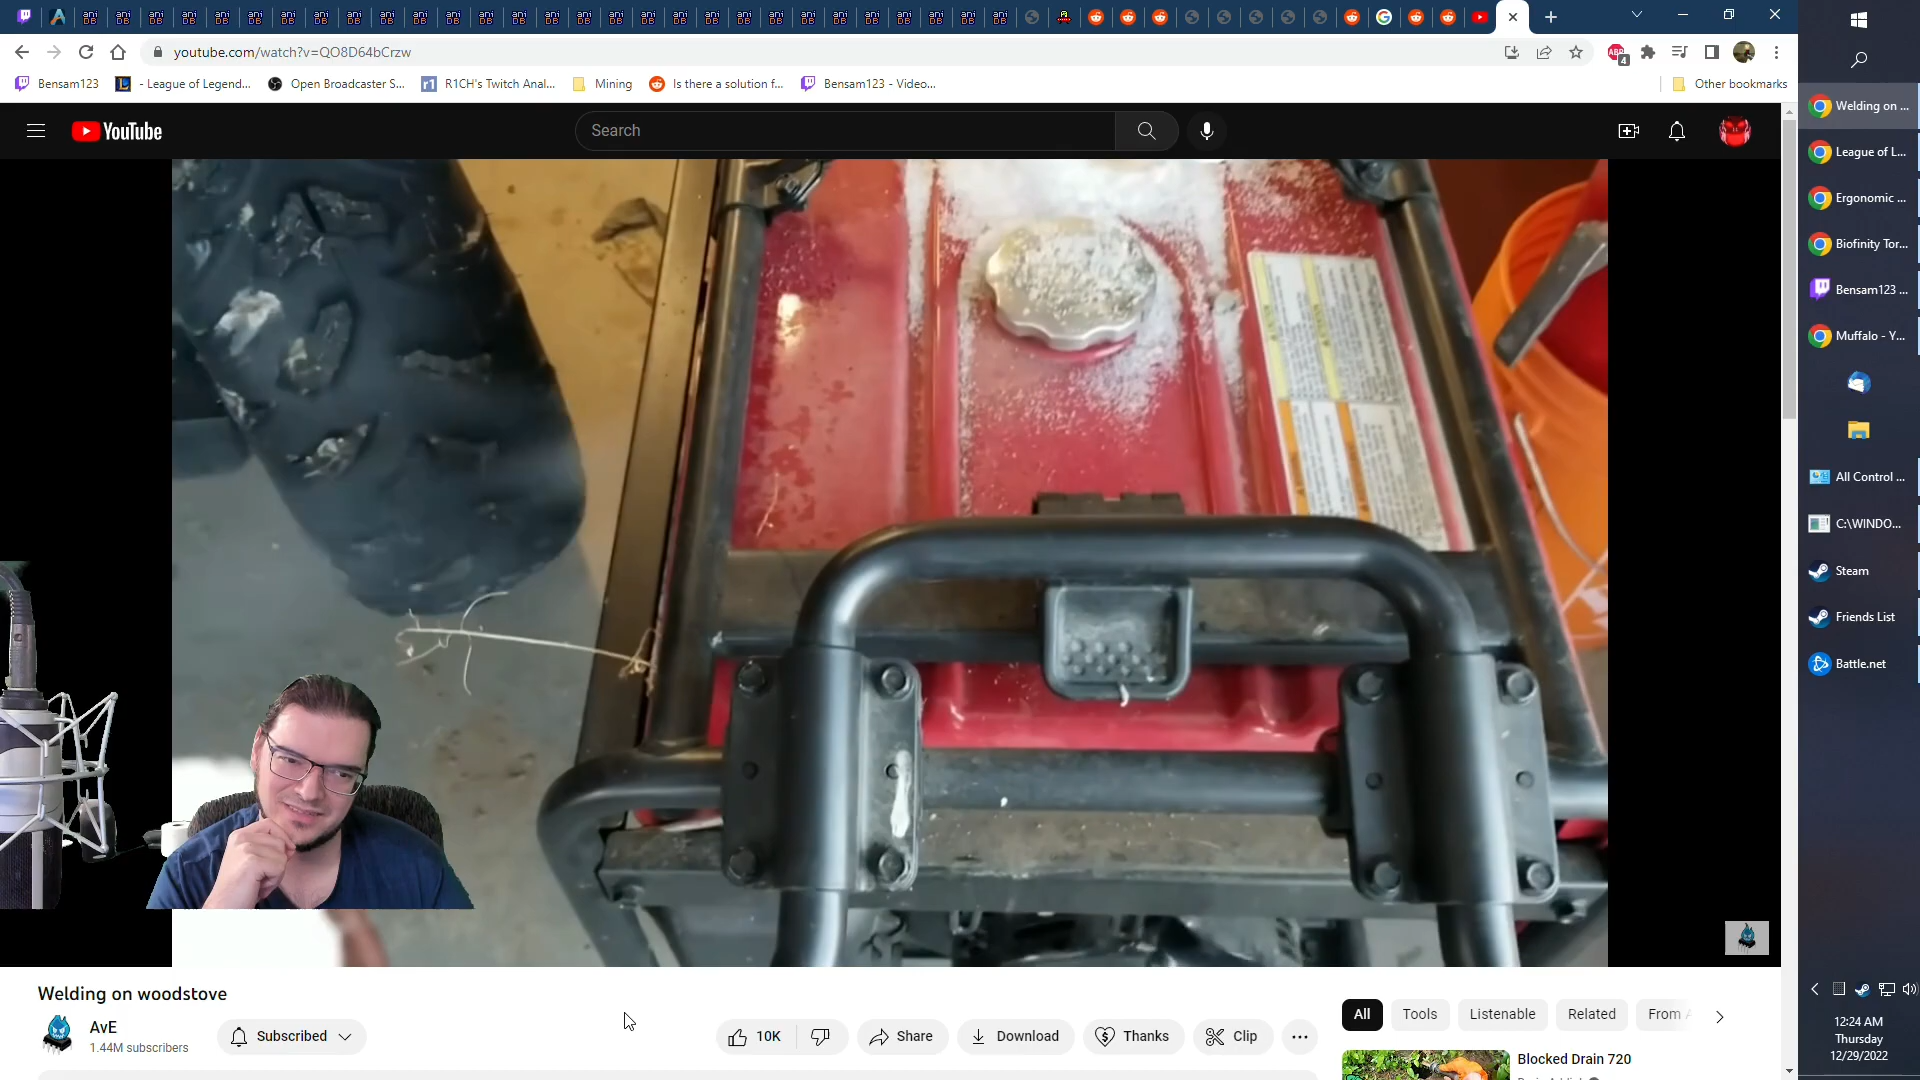 youtube.com/watch?v=QO8D64bCrzw
4
Bensam123
- League of Legend...
Open Broadcaster S...
R1CH's Twitch Anal...
Mining
Is there a solution f...
Bensam123 - Video...
Other bookmarks
YouTube
Search
Welding on woodstove
AvE
1.44M subscribers
Subscribed
10K
Share
Download
Thanks
Clip
All
Tools
Listenable
Related
From
Blocked Drain 720
Welding on ...
League of L...
Ergonomic ...
Biofinity Tor...
Bensam123 ...
Muffalo - Y...
All Control ...
C:\WINDO...
Steam
Friends List
Battle.net
12:24 AM
Thursday
12/29/2022